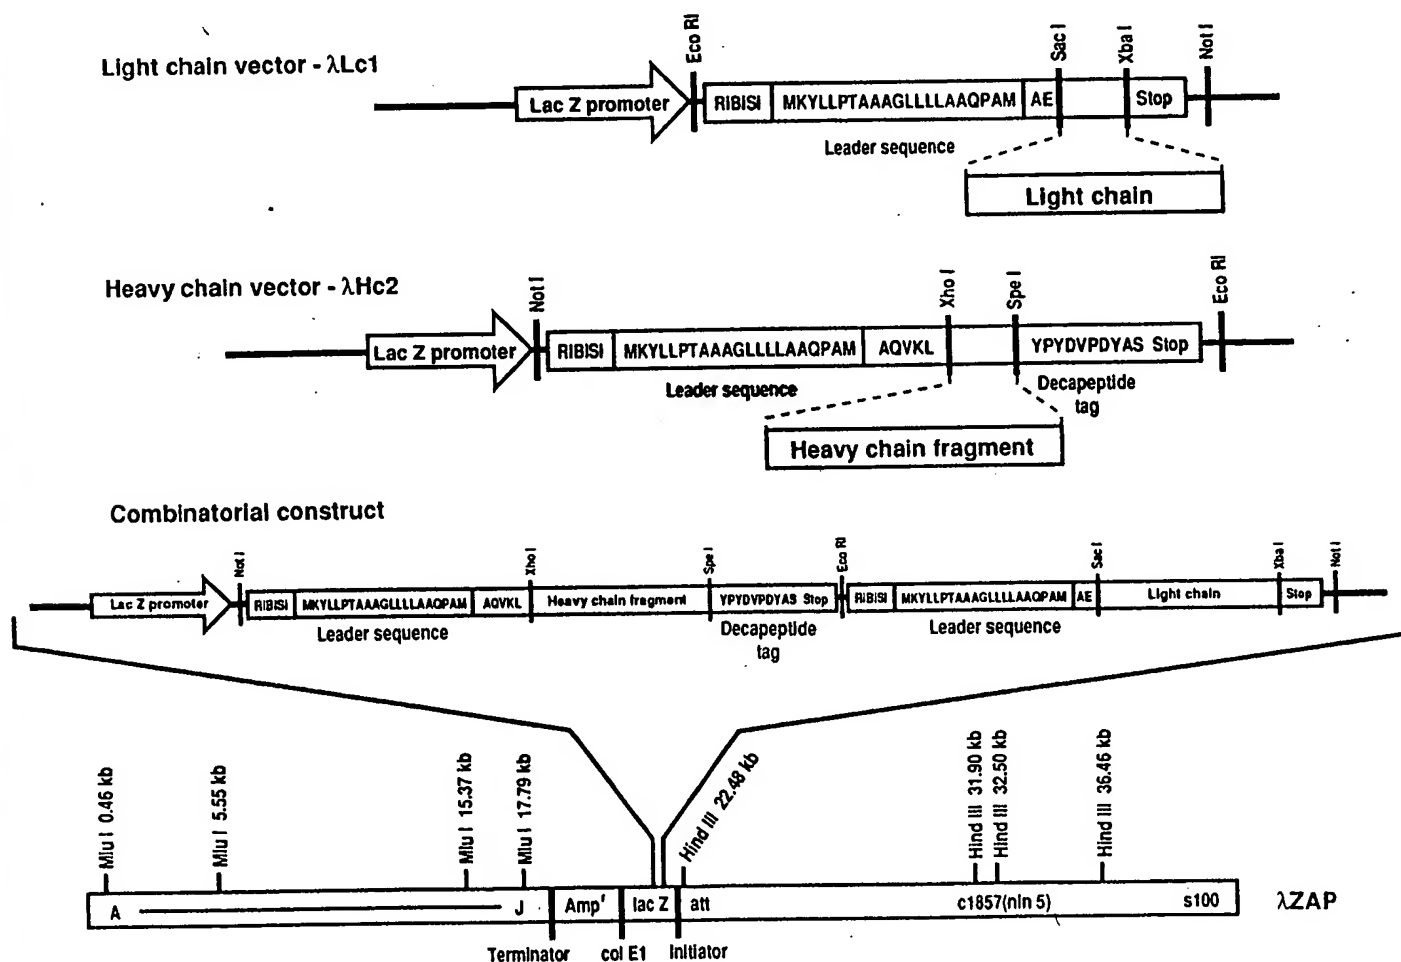 Light chain vector - λLc1
Eco RI
Sac I
Xba I
Not I
Lac Z promoter
RIBISI
MKYLLPTAAAGLLLLAAQPAM
AE
Stop
Leader sequence
Light chain
Heavy chain vector - λHc2
Not I
Xho I
Spe I
Eco RI
Lac Z promoter
RIBISI
MKYLLPTAAAGLLLLAAQPAM
AQVKL
YPYDVPDYAS Stop
Leader sequence
Decapeptide
tag
Heavy chain fragment
Combinatorial construct
Not I
Xho I
Spe I
Eco RI
Sac I
Xba I
Not I
Lac Z promoter
RIBISI
MKYLLPTAAAGLLLLAAQPAM
AQVKL
Heavy chain fragment
YPYDVPDYAS Stop
RIBISI
MKYLLPTAAAGLLLLAAQPAM
AE
Light chain
Stop
Leader sequence
Decapeptide
tag
Leader sequence
Mlu I 0.46 kb
Mlu I 5.55 kb
Mlu I 15.37 kb
Mlu I 17.79 kb
Hind III 22.48 kb
Hind III 31.90 kb
Hind III 32.50 kb
Hind III 36.46 kb
A
J
Amp'
lac Z
att
c1857(nin 5)
s100
λZAP
Terminator
col E1
Initiator